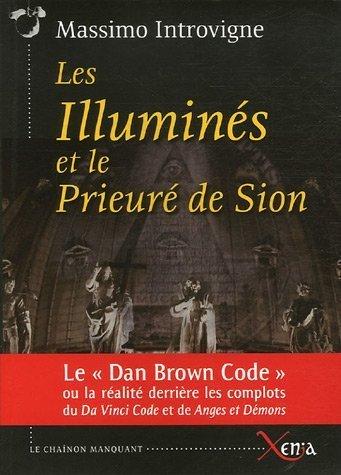 Massimo Introvigne
Les
Illuminés
et le
Prieuré de Sion
Le « Dan Brown Code »
ou la réalité derrière les complots
du Da Vinci Code et de Anges et Démons
LE CHAÎNON MANQUANT
Xenia